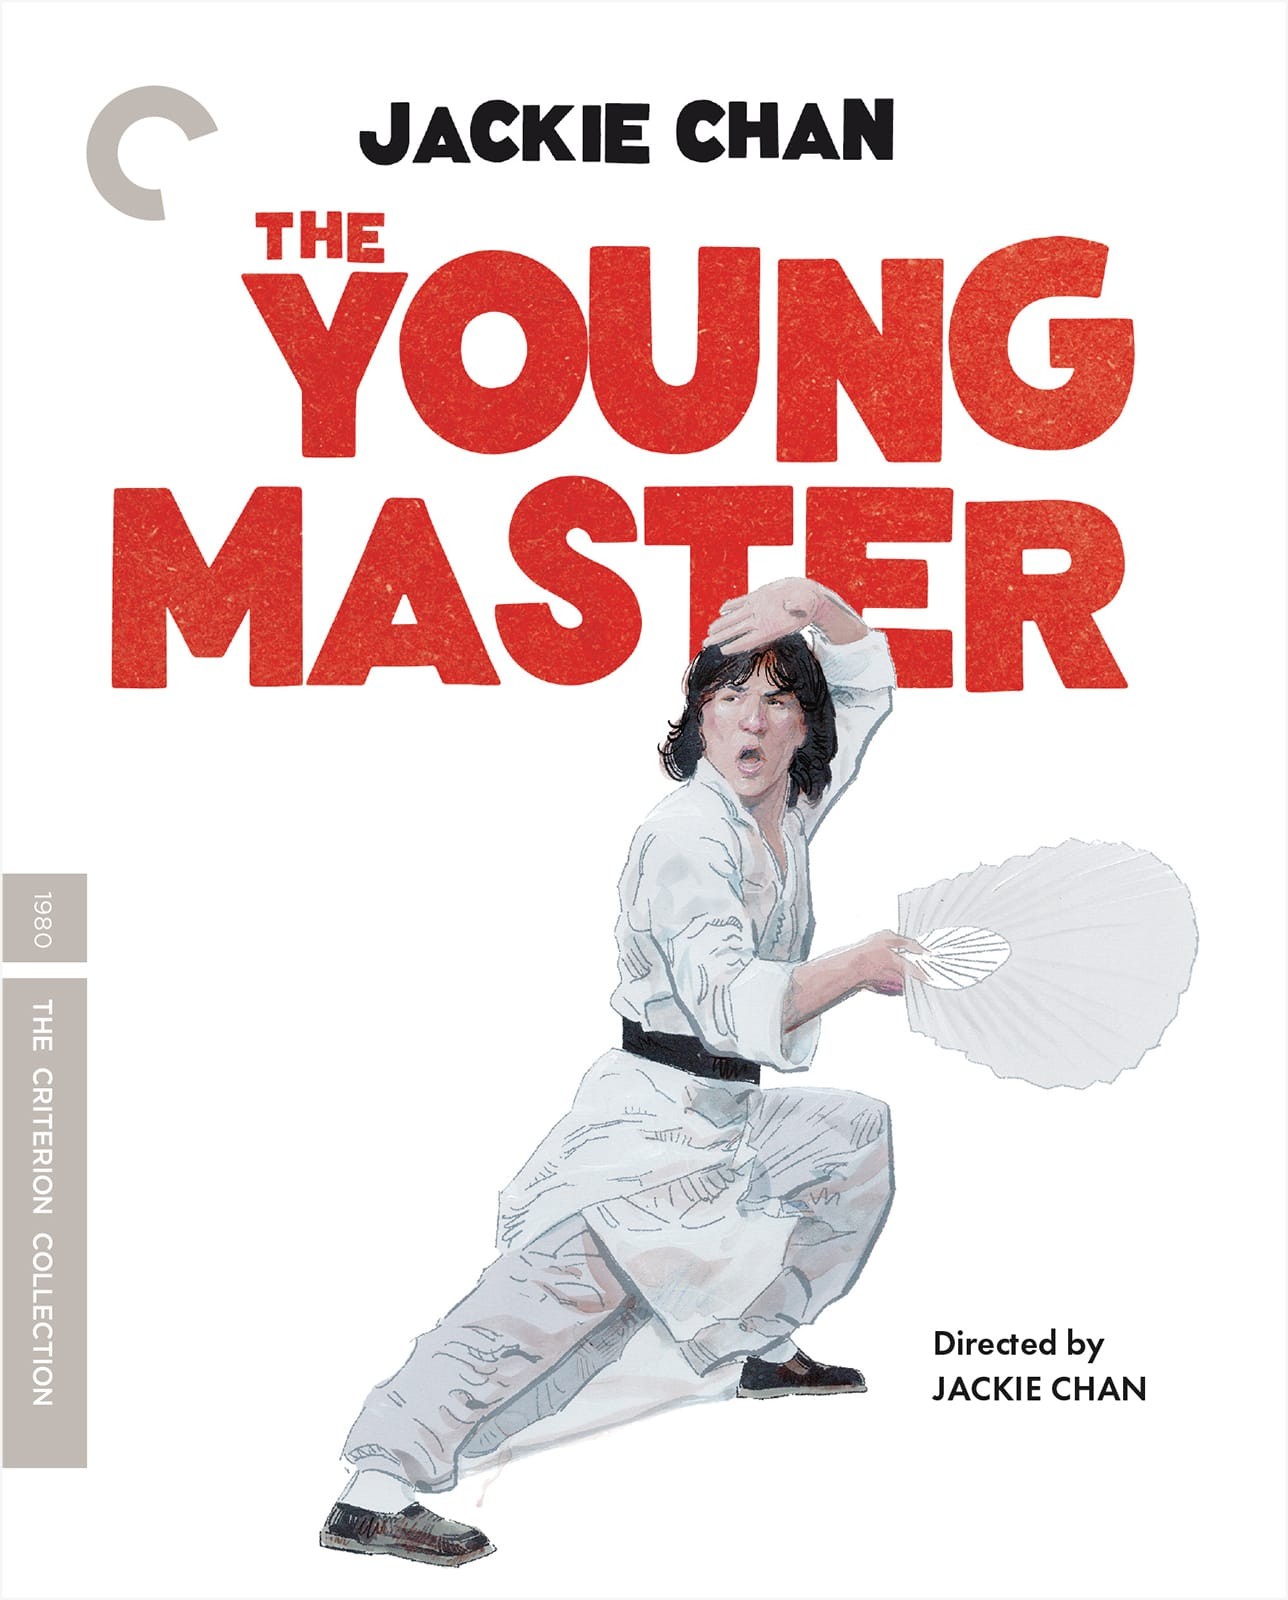 JACKIE CHAN
THE
YOUNG
MASTER
1980
THE CRITERION COLLECTION
Directed by
JACKIE CHAN